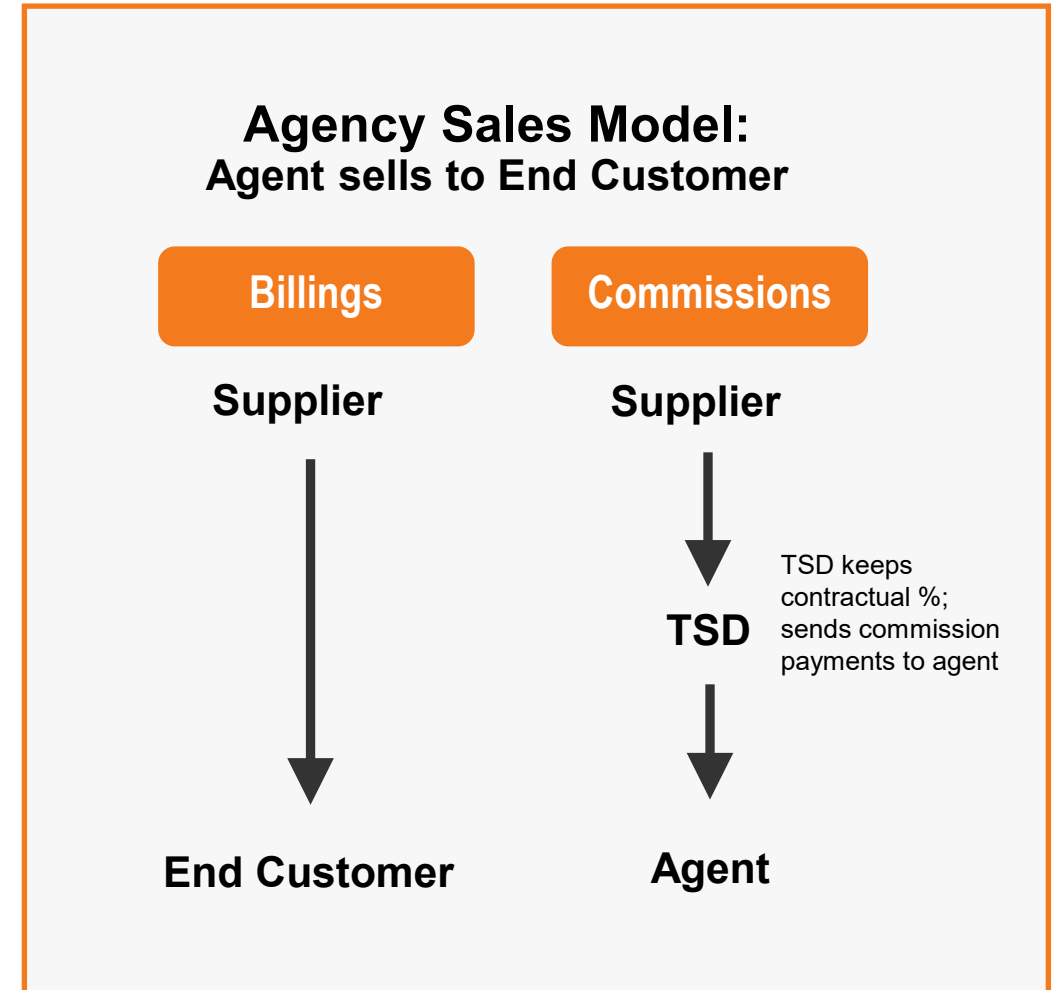 Agency Sales Model:
Agent sells to End Customer
Billings
Commissions
Supplier
Supplier
TSD keeps
contractual %;
sends commission
payments to agent
TSD
End Customer
Agent